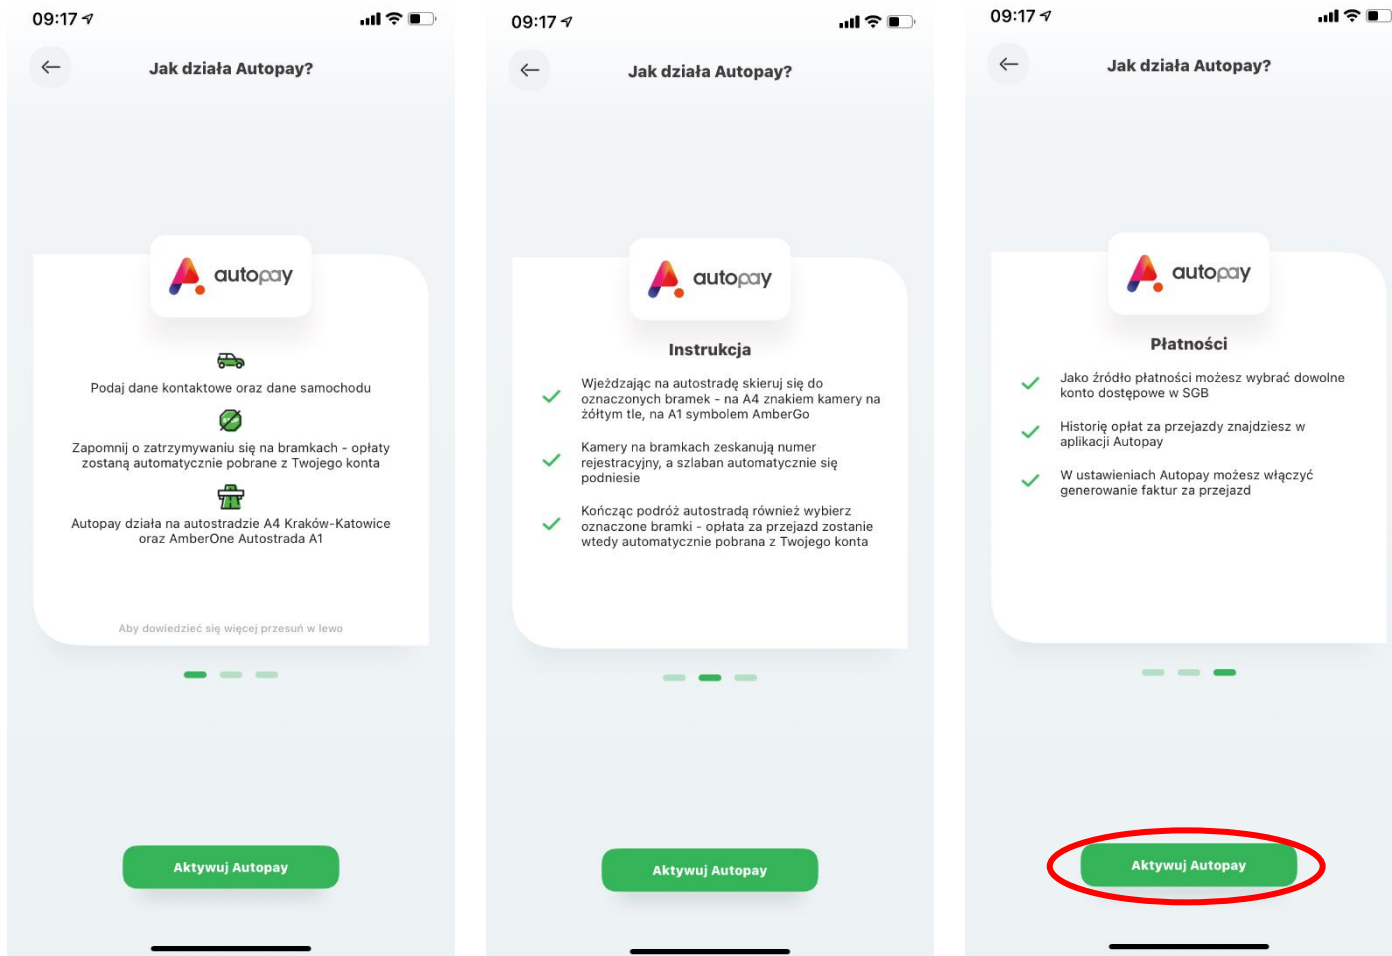 09:17
Jak działa Autopay?
autopay
Podaj dane kontaktowe oraz dane samochodu
Zapomnij o zatrzymywaniu się na bramkach - opłaty
zostaną automatycznie pobrane z Twojego konta
Autopay działa na autostradzie A4 Kraków-Katowice
oraz AmberOne Autostrada A1
Aby dowiedzieć się więcej przesuń w lewo
Aktywuj Autopay
09:17
Jak działa Autopay?
autopay
Instrukcja
Wjeżdzając na autostradę skieruj się do
oznaczonych bramek - na A4 znakiem kamery na
żółtym tle, na A1 symbolem AmberGo
Kamery na bramkach zeskanują numer
rejestracyjny, a szlaban automatycznie się
podniesie
Kończąc podróż autostradą również wybierz
oznaczone bramki - opłata za przejazd zostanie
wtedy automatycznie pobrana z Twojego konta
Aktywuj Autopay
09:17
Jak działa Autopay?
autopay
Płatności
Jako źródło płatności możesz wybrać dowolne
konto dostępowe w SGB
Historię opłat za przejazdy znajdziesz w
aplikacji Autopay
W ustawieniach Autopay możesz włączyć
generowanie faktur za przejazd
Aktywuj Autopay